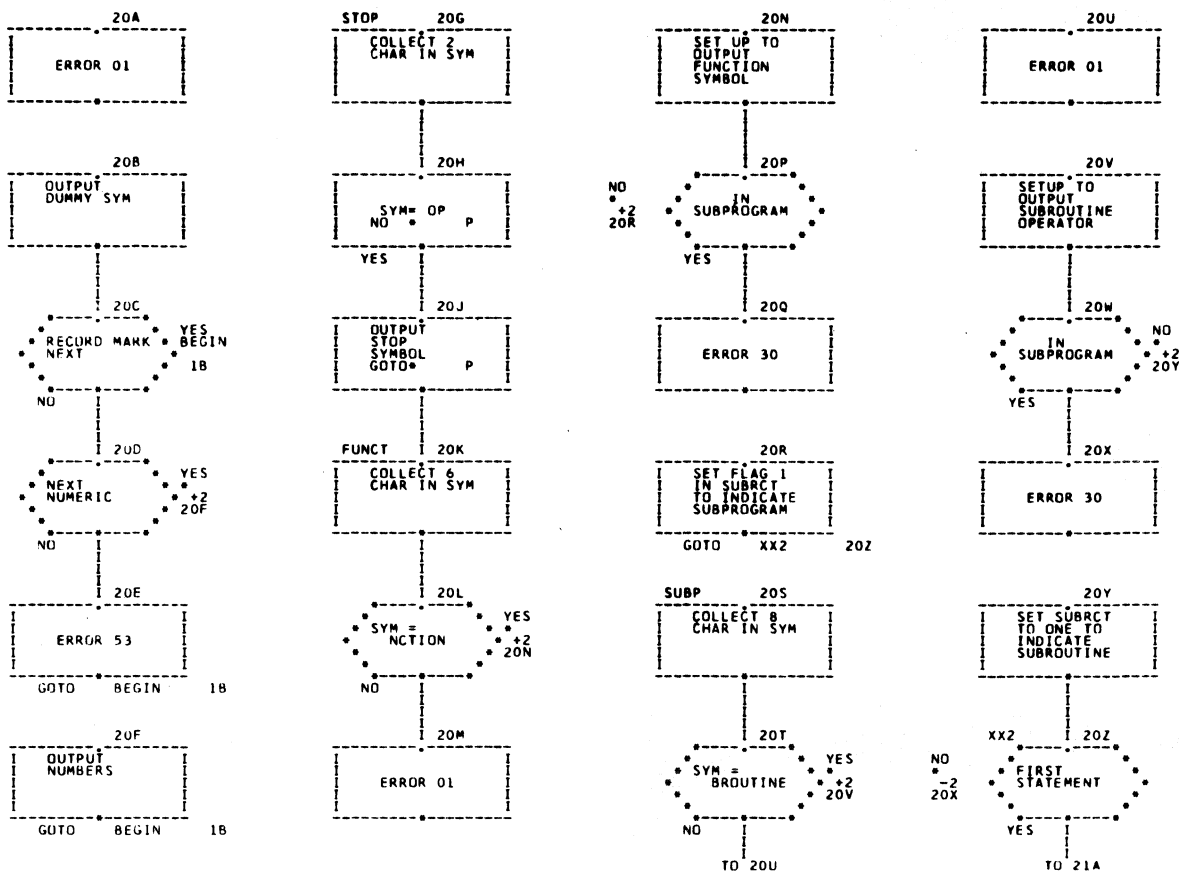 20A
ERROR 01
20B
OUTPUT
DUMMY SYM
20C
RECORD MARK
NEXT
YES
BEGIN
1B
NO
20D
NEXT
NUMERIC
YES
+2
20F
NO
20E
ERROR 53
GOTO BEGIN 1B
20F
OUTPUT
NUMBERS
GOTO BEGIN 1B
STOP 20G
COLLECT 2
CHAR IN SYM
20H
SYM= OP
NO * P
YES
20J
OUTPUT
STOP
SYMBOL
GOTO* P
FUNCT 20K
COLLECT 6
CHAR IN SYM
20L
SYM =
NCTION
YES
+2
20N
NO
20M
ERROR 01
20N
SET UP TO
OUTPUT
FUNCTION
SYMBOL
20P
NO
*
+2
20R
IN
SUBPROGRAM
YES
20Q
ERROR 30
20R
SET FLAG 1
IN SUBRCT
TO INDICATE
SUBPROGRAM
GOTO XX2 20Z
SUBP 20S
COLLECT 8
CHAR IN SYM
20T
SYM =
BROUTINE
YES
+2
20V
NO
TO 20U
20U
ERROR 01
20V
SETUP TO
OUTPUT
SUBROUTINE
OPERATOR
20W
IN
SUBPROGRAM
NO
*
+2
20Y
YES
20X
ERROR 30
20Y
SET SUBRCT
TO ONE TO
INDICATE
SUBROUTINE
XX2 20Z
NO
*
-2
20X
FIRST
STATEMENT
YES
TO 21A